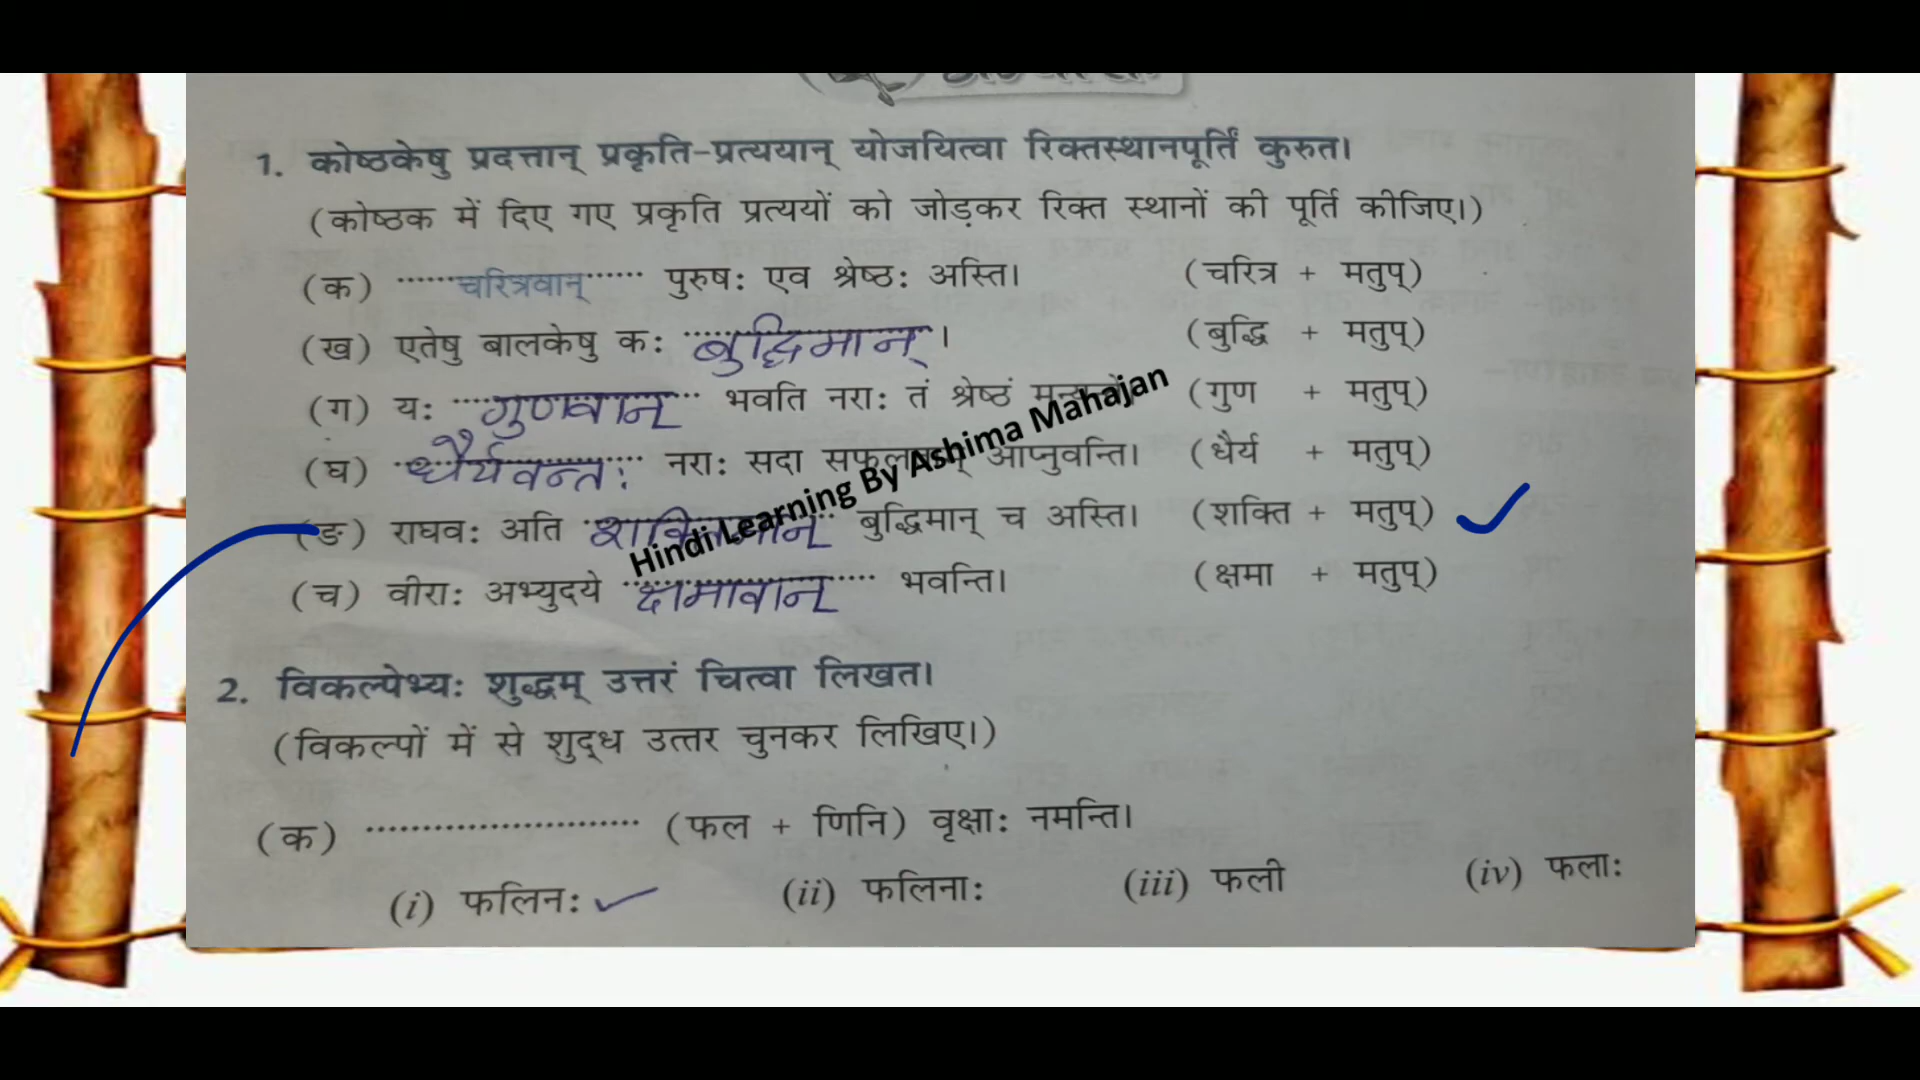 1. कोष्ठकेषु प्रदत्तान् प्रकृति-प्रत्ययान् योजयित्वा रिक्तस्थानपूर्तिं कुरुत।
(कोष्ठक में दिए गए प्रकृति प्रत्ययों को जोड़कर रिक्त स्थानों की पूर्ति कीजिए।)
(क) ......चरित्रवान्...... पुरुषः एव श्रेष्ठः अस्ति। (चरित्र + मतुप्)
(ख) एतेषु बालकेषु कः बुद्धिमान्। (बुद्धि + मतुप्)
(ग) यः गुणवान् भवति नराः तं श्रेष्ठं (गुण + मतुप्)
(घ) धैर्यवन्तः नराः सदा आप्नुवन्ति। (धैर्य + मतुप्)
(ङ) राघवः अति बुद्धिमान् च अस्ति। (शक्ति + मतुप्)
(च) वीराः अभ्युदये क्षमावान् भवन्ति। (क्षमा + मतुप्)
Hindi Learning By Ashima Mahajan
2. विकल्पेभ्यः शुद्धम् उत्तरं चित्वा लिखत।
(विकल्पों में से शुद्ध उत्तर चुनकर लिखिए।)
(क) ........................ (फल + णिनि) वृक्षाः नमन्ति।
(i) फलिनः ✓ (ii) फलिनाः (iii) फली (iv) फलाः